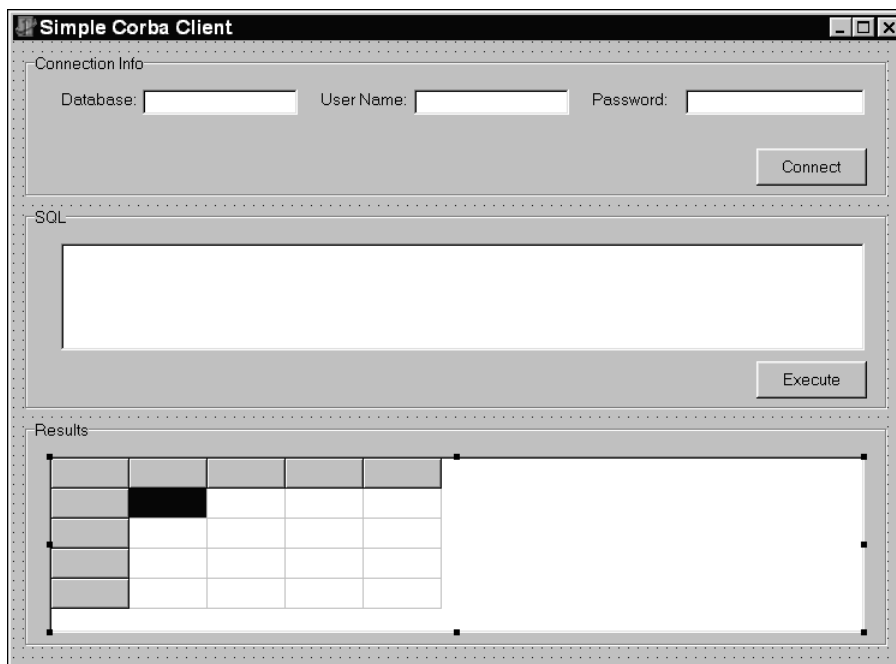 Simple Corba Client
Connection Info
Database: User Name: Password:
Connect
SQL
Execute
Results